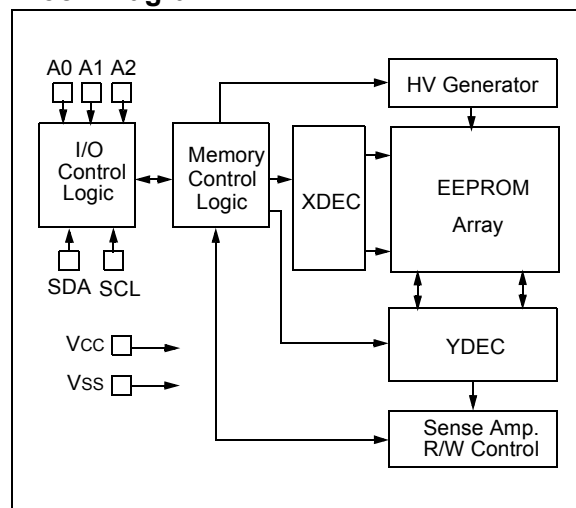 A0 A1 A2
HV Generator
I/O
Control
Logic
Memory
Control
Logic
XDEC
EEPROM
Array
SDA SCL
VCC
VSS
YDEC
Sense Amp.
R/W Control